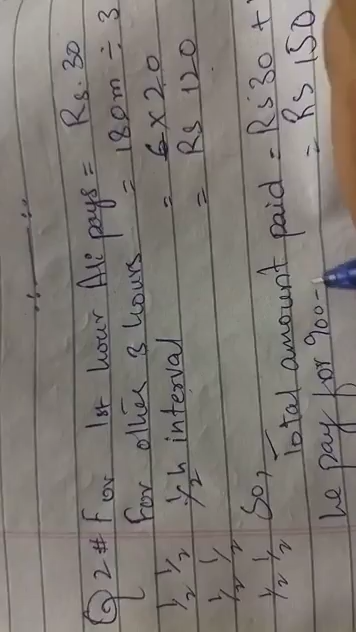 Q 2 # For 1st hour Ali pays = Rs. 30
For other 3 hours = 180m ÷ 3
1/2 1/2 1/2 h interval = 6 x 20
1/2 1/2 = Rs 120
1/2 1/2 So, Total amount paid = Rs 30 +
= Rs 150
he pay for 900-